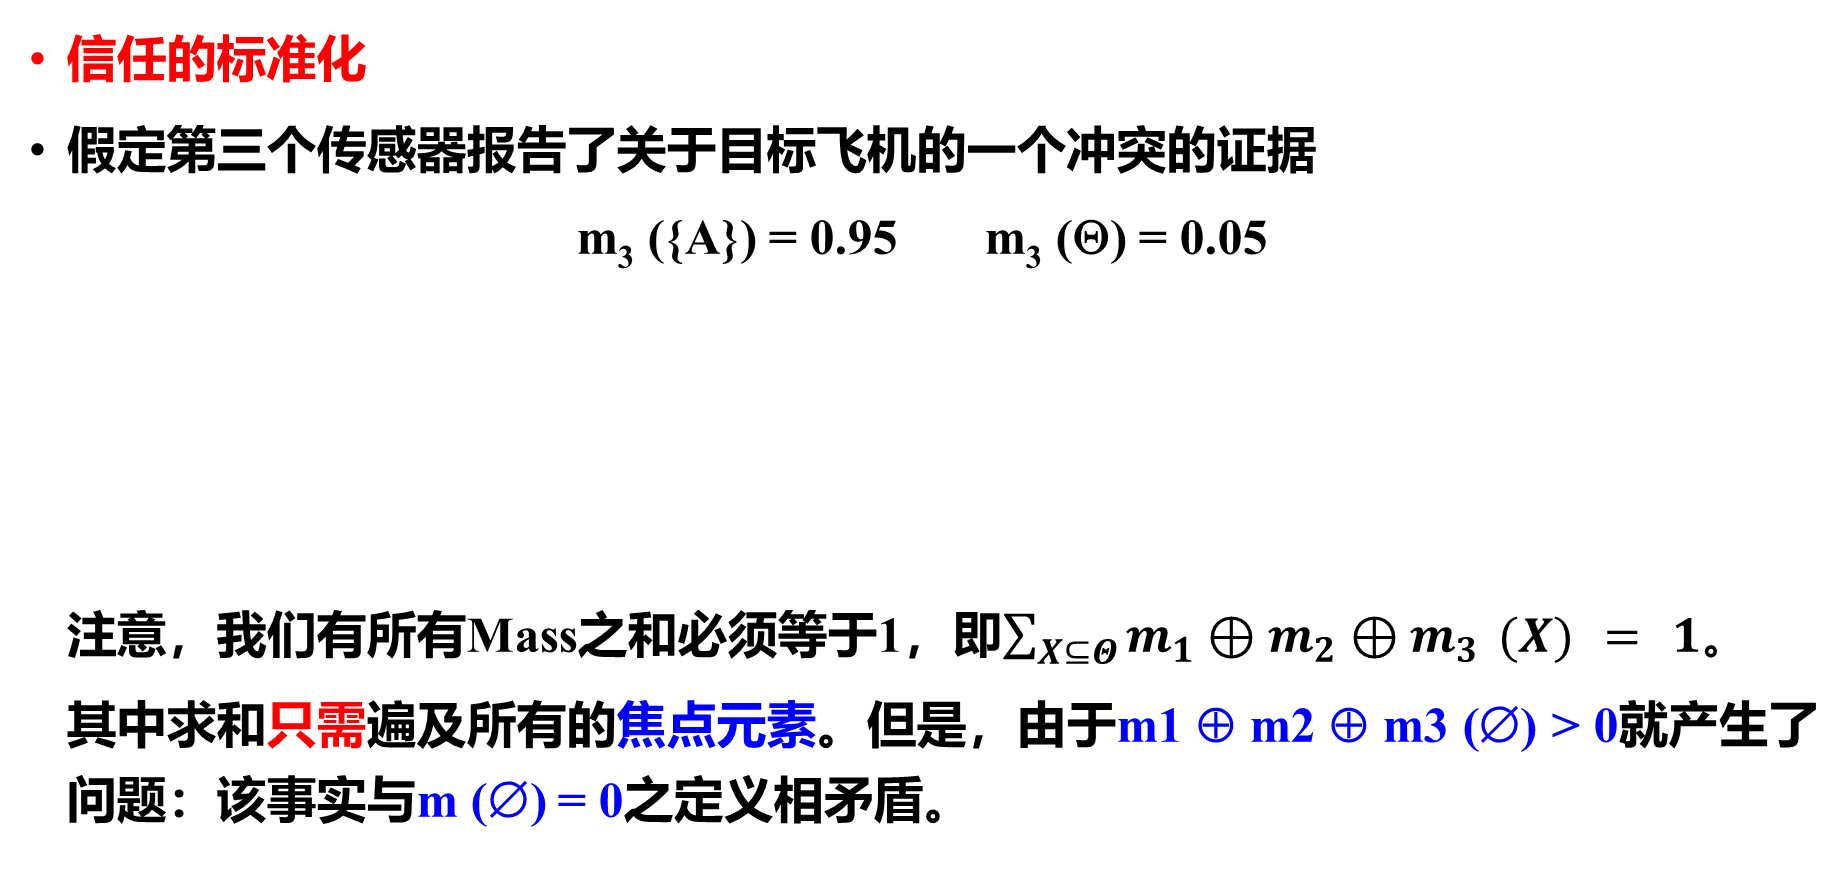 • 信任的标准化
• 假定第三个传感器报告了关于目标飞机的一个冲突的证据
m₃ ({A}) = 0.95 m₃ (Θ) = 0.05
注意，我们有所有Mass之和必须等于1，即∑_{X⊆Θ} m₁ ⊕ m₂ ⊕ m₃ (X) = 1。
其中求和只需遍及所有的焦点元素。但是，由于m1 ⊕ m2 ⊕ m3 (∅) > 0就产生了
问题：该事实与m (∅) = 0之定义相矛盾。